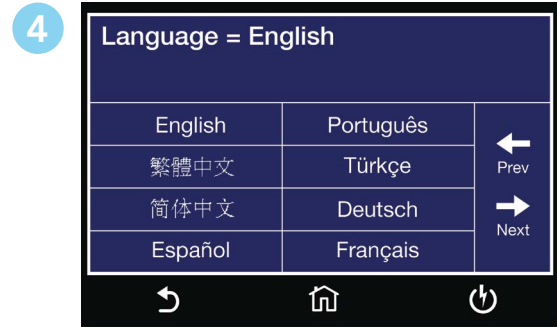 4
Language = English
English
Português
繁體中文
Türkçe
Prev
简体中文
Deutsch
Next
Español
Français